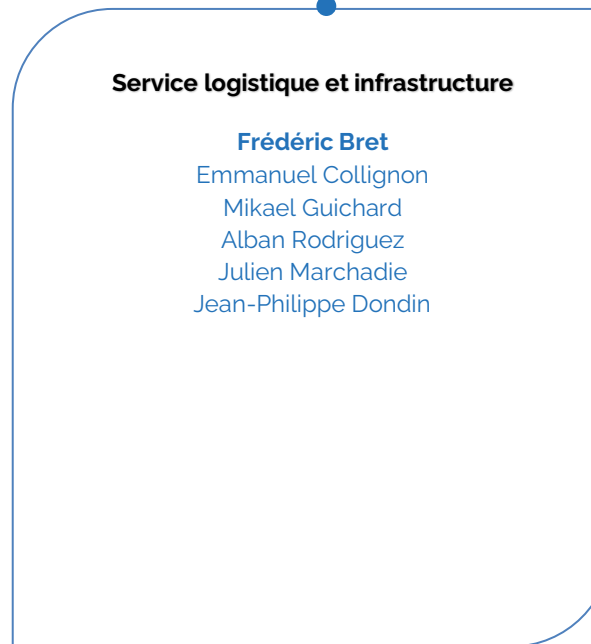 Service logistique et infrastructure
Frédéric Bret
Emmanuel Collignon
Mikael Guichard
Alban Rodriguez
Julien Marchadie
Jean-Philippe Dondin